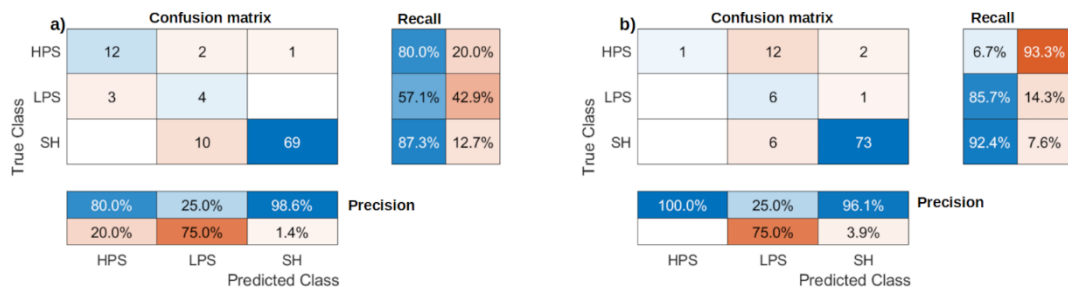 a) Confusion matrix Recall
HPS 12 2 1 80.0% 20.0%
LPS 3 4 57.1% 42.9%
SH 10 69 87.3% 12.7%
True Class
80.0% 25.0% 98.6% Precision
20.0% 75.0% 1.4%
HPS LPS SH
Predicted Class
b) Confusion matrix Recall
HPS 1 12 2 6.7% 93.3%
LPS 6 1 85.7% 14.3%
SH 6 73 92.4% 7.6%
True Class
100.0% 25.0% 96.1% Precision
75.0% 3.9%
HPS LPS SH
Predicted Class